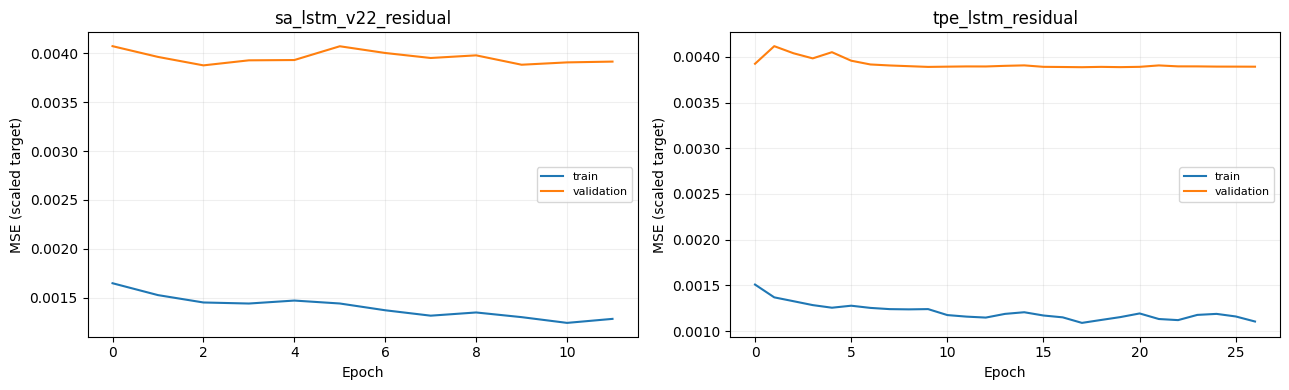 sa_lstm_v22_residual
MSE (scaled target)
0.0040
0.0035
0.0030
0.0025
0.0020
0.0015
train
validation
0 2 4 6 8 10
Epoch
tpe_lstm_residual
MSE (scaled target)
0.0040
0.0035
0.0030
0.0025
0.0020
0.0015
0.0010
train
validation
0 5 10 15 20 25
Epoch